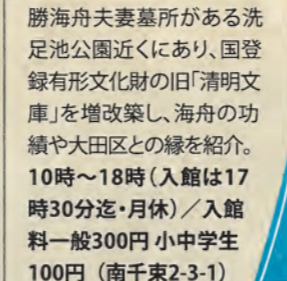 勝海舟夫妻墓所がある洗
足池公園近くにあり、国登
録有形文化財の旧「清明文
庫」を増改築し、海舟の功
績や大田区との縁を紹介。
10時～18時（入館は17
時30分迄・月休）／入館
料一般300円 小中学生
100円（南千束2-3-1）